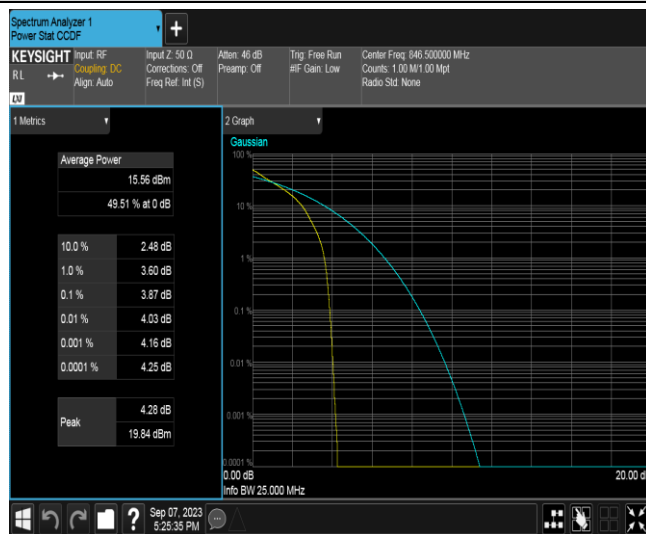 Spectrum Analyzer 1
Power Stat CCDF
KEYSIGHT
RL
LXI
Input: RF
Coupling: DC
Align: Auto
Input Z: 50 Ω
Corrections: Off
Freq Ref: Int (S)
Atten: 46 dB
Preamp: Off
Trig: Free Run
#IF Gain: Low
Center Freq: 846.500000 MHz
Counts: 1.00 M/1.00 Mpt
Radio Std: None
1 Metrics
Average Power
15.56 dBm
49.51 % at 0 dB
10.0 % 2.48 dB
1.0 % 3.60 dB
0.1 % 3.87 dB
0.01 % 4.03 dB
0.001 % 4.16 dB
0.0001 % 4.25 dB
Peak
4.28 dB
19.84 dBm
2 Graph
Gaussian
100 %
10 %
1 %
0.1 %
0.01 %
0.001 %
0.0001 %
0.00 dB
20.00 d
Info BW 25.000 MHz
Sep 07, 2023
5:25:35 PM